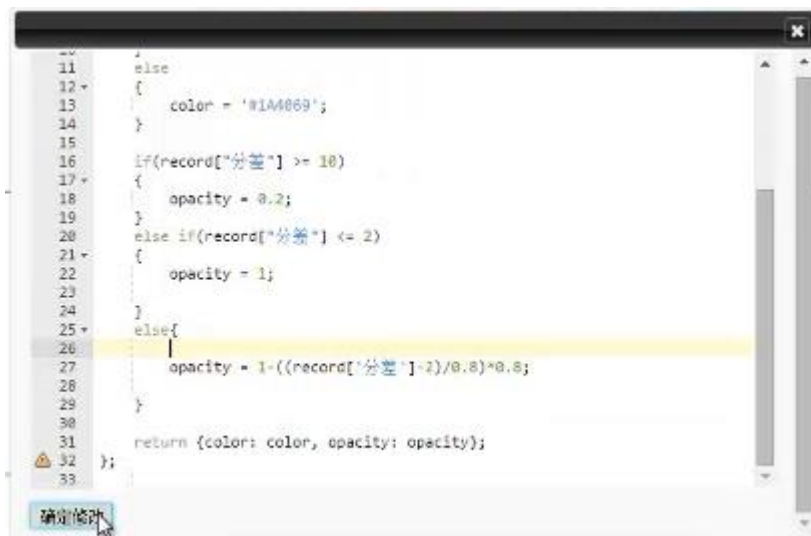 11 else
12 {
13 color = '#1A4069';
14 }
15
16 if(record["分差"] >= 10)
17 {
18 opacity = 0.2;
19 }
20 else if(record["分差"] <= 2)
21 {
22 opacity = 1;
23
24 }
25 else{
26
27 opacity = 1-((record['分差']-2)/0.8)*0.8;
28
29 }
30
31 return {color: color, opacity: opacity};
32 };
33
确定修改